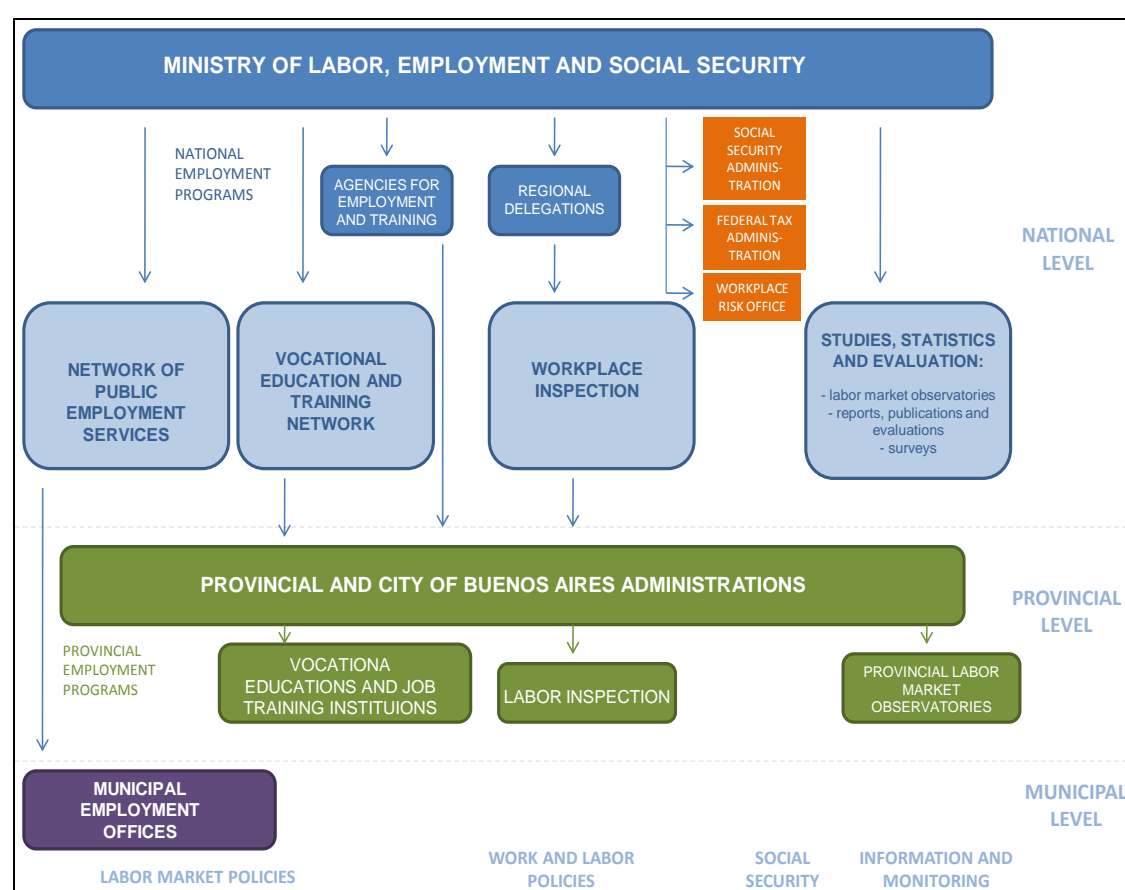 MINISTRY OF LABOR, EMPLOYMENT AND SOCIAL SECURITY
NATIONAL
EMPLOYMENT
PROGRAMS
AGENCIES FOR
EMPLOYMENT
AND TRAINING
REGIONAL
DELEGATIONS
SOCIAL
SECURITY
ADMINIS-
TRATION
FEDERAL TAX
ADMINIS-
TRATION
WORKPLACE
RISK OFFICE
NATIONAL
LEVEL
NETWORK OF
PUBLIC
EMPLOYMENT
SERVICES
VOCATIONAL
EDUCATION AND
TRAINING
NETWORK
WORKPLACE
INSPECTION
STUDIES, STATISTICS
AND EVALUATION:
- labor market observatories
- reports, publications and
evaluations
- surveys
PROVINCIAL AND CITY OF BUENOS AIRES ADMINISTRATIONS
PROVINCIAL
LEVEL
PROVINCIAL
EMPLOYMENT
PROGRAMS
VOCATIONA
EDUCATIONS AND JOB
TRAINING INSTITUIONS
LABOR INSPECTION
PROVINCIAL LABOR
MARKET
OBSERVATORIES
MUNICIPAL
EMPLOYMENT
OFFICES
MUNICIPAL
LEVEL
LABOR MARKET POLICIES
WORK AND LABOR
POLICIES
SOCIAL
SECURITY
INFORMATION AND
MONITORING